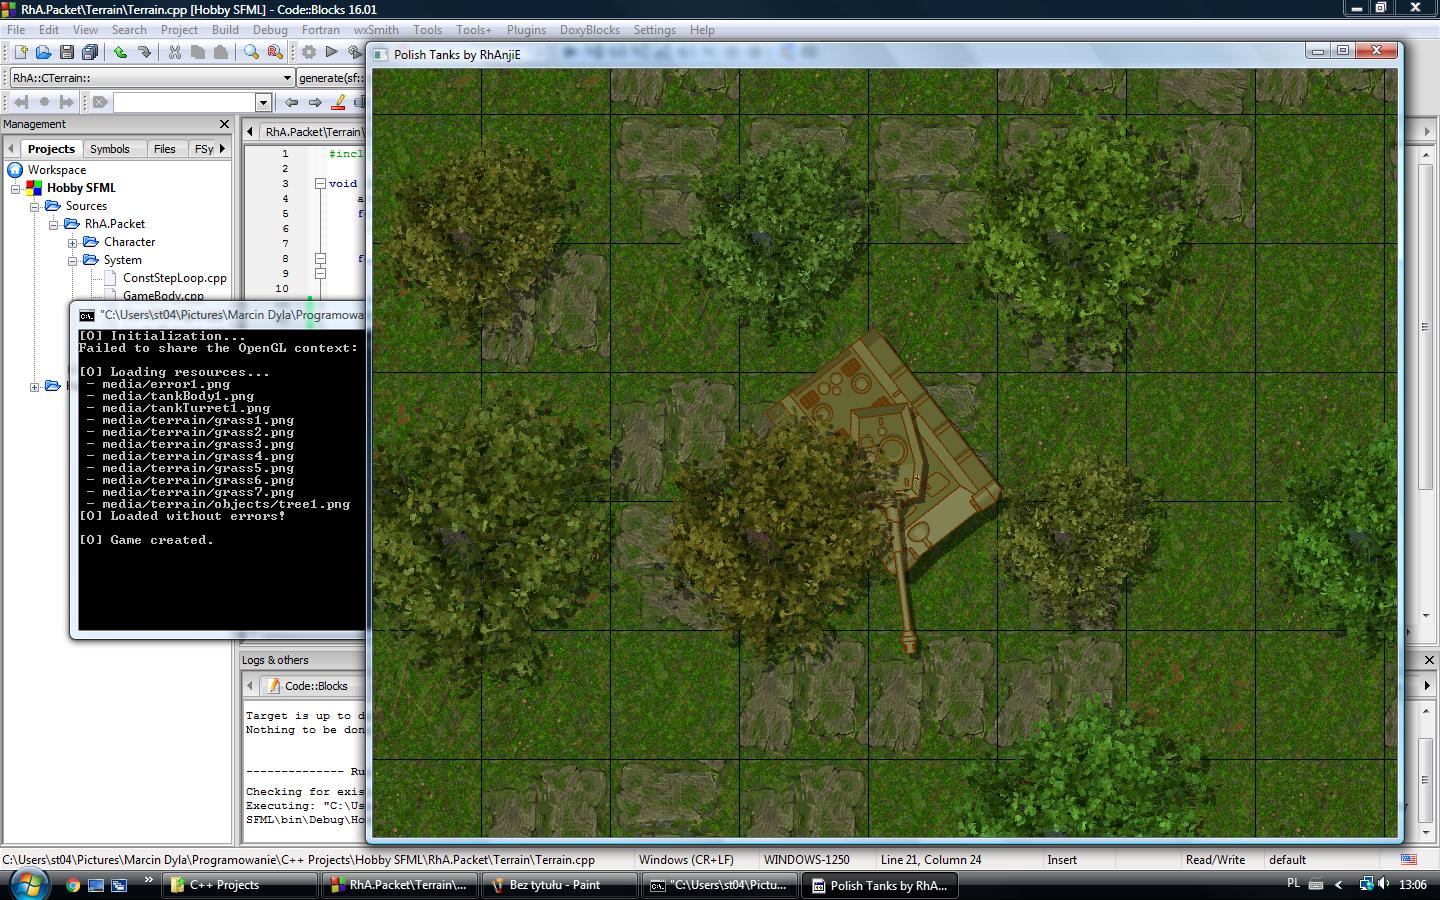 RhA.Packet\Terrain\Terrain.cpp [Hobby SFML] - Code::Blocks 16.01
File Edit View Search Project Build Debug Fortran wxSmith Tools Tools+ Plugins DoxyBlocks Settings Help
Polish Tanks by RhAnjiE
RhA::CTerrain::
generate(sf::
Management
Projects Symbols Files FSy
RhA.Packet\Terrain\
Workspace
Hobby SFML
Sources
RhA.Packet
Character
System
ConstStepLoop.cpp
GameBody.cpp
1 #incl
2
3 void
4 a
5 f
6
7
8 f
9
10
"C:\Users\st04\Pictures\Marcin Dyla\Programowa
[O] Initialization...
Failed to share the OpenGL context:
[O] Loading resources...
- media/error1.png
- media/tankBody1.png
- media/tankTurret1.png
- media/terrain/grass1.png
- media/terrain/grass2.png
- media/terrain/grass3.png
- media/terrain/grass4.png
- media/terrain/grass5.png
- media/terrain/grass6.png
- media/terrain/grass7.png
- media/terrain/objects/tree1.png
[O] Loaded without errors!
[O] Game created.
Logs & others
Code::Blocks
Target is up to d
Nothing to be don
-------------- Ru
Checking for exis
Executing: "C:\Us
SFML\bin\Debug\Ho
C:\Users\st04\Pictures\Marcin Dyla\Programowanie\C++ Projects\Hobby SFML\RhA.Packet\Terrain\Terrain.cpp Windows (CR+LF) WINDOWS-1250 Line 21, Column 24 Insert Read/Write default
C++ Projects RhA.Packet\Terrain\... Bez tytułu - Paint "C:\Users\st04\Pictu... Polish Tanks by RhA... PL 13:06